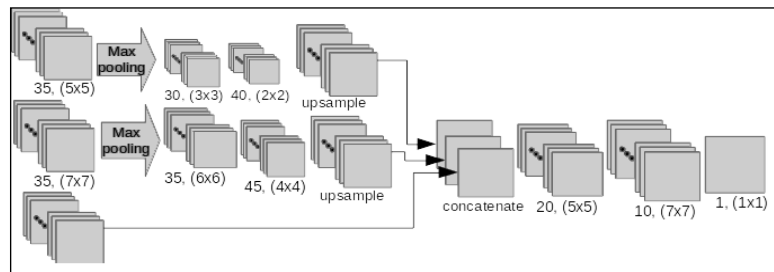 Max
pooling
35, (5x5)
30, (3x3)
40, (2x2)
upsample
Max
pooling
35, (7x7)
35, (6x6)
45, (4x4)
upsample
concatenate
20, (5x5)
10, (7x7)
1, (1x1)